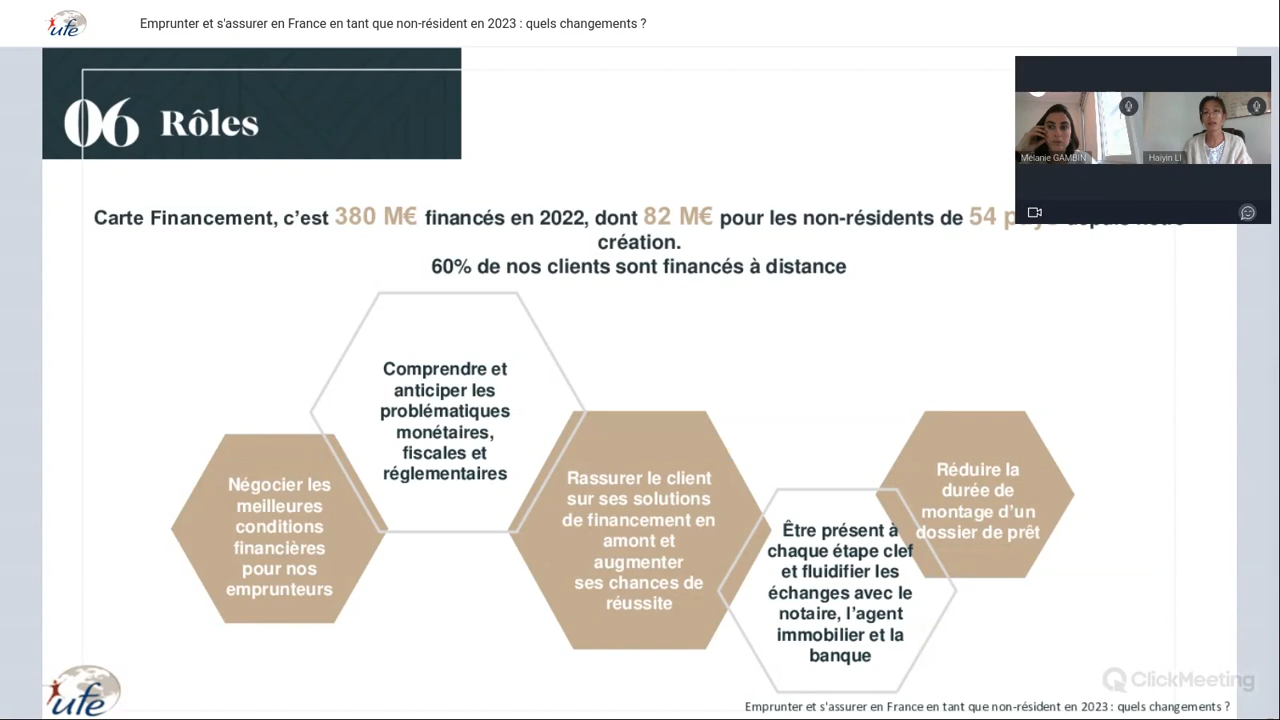 ufe
Emprunter et s'assurer en France en tant que non-résident en 2023 : quels changements ?
06 Rôles
Mélanie GAMBIN
Haiyin LI
Carte Financement, c’est 380 M€ financés en 2022, dont 82 M€ pour les non-résidents de 54
création.
60% de nos clients sont financés à distance
Négocier les
meilleures
conditions
financières
pour nos
emprunteurs
Comprendre et
anticiper les
problématiques
monétaires,
fiscales et
réglementaires
Rassurer le client
sur ses solutions
de financement en
amont et
augmenter
ses chances de
réussite
Être présent à
chaque étape clef
et fluidifier les
échanges avec le
notaire, l’agent
immobilier et la
banque
Réduire la
durée de
montage d’un
dossier de prêt
ufe
ClickMeeting
Emprunter et s'assurer en France en tant que non-résident en 2023 : quels changements ?